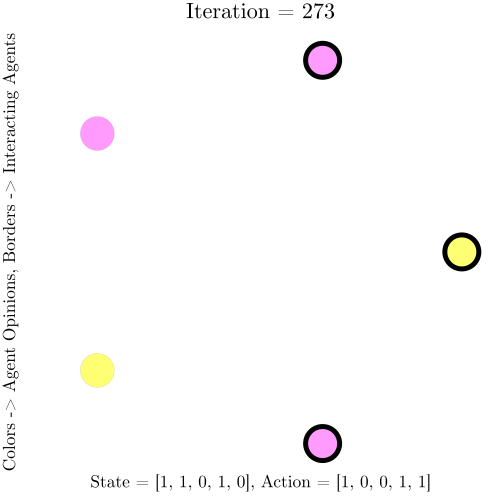 Iteration = 273
Colors -> Agent Opinions, Borders -> Interacting Agents
State = [1, 1, 0, 1, 0], Action = [1, 0, 0, 1, 1]